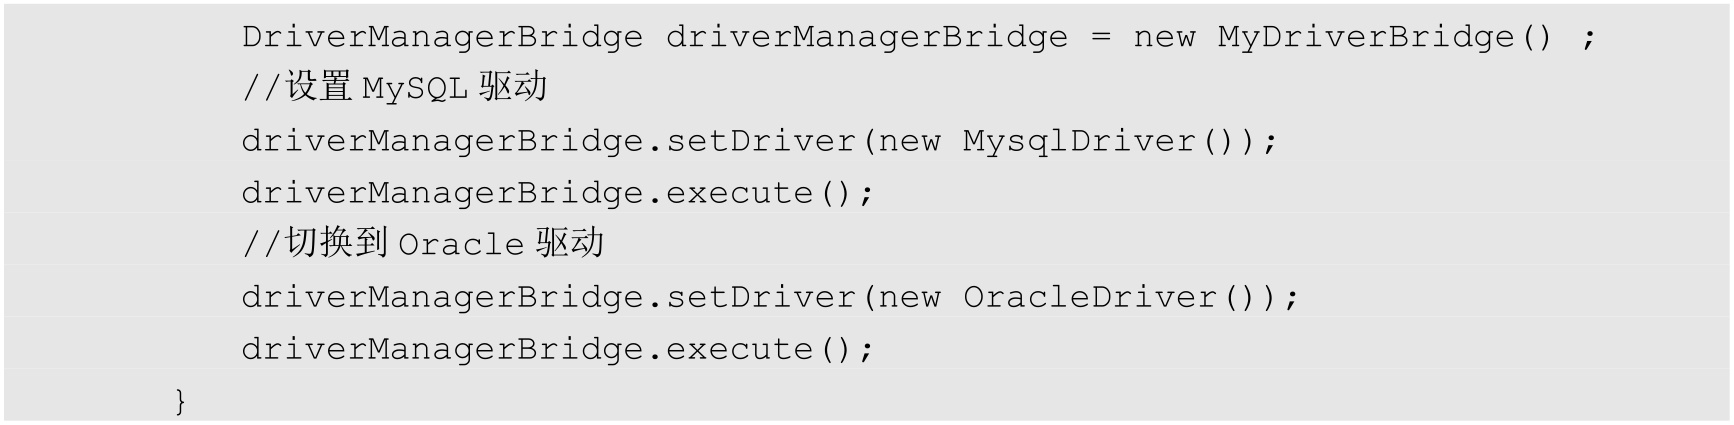 DriverManagerBridge driverManagerBridge = new MyDriverBridge() ;
//设置 MySQL 驱动
driverManagerBridge.setDriver(new MysqlDriver());
driverManagerBridge.execute();
//切换到 Oracle 驱动
driverManagerBridge.setDriver(new OracleDriver());
driverManagerBridge.execute();
}